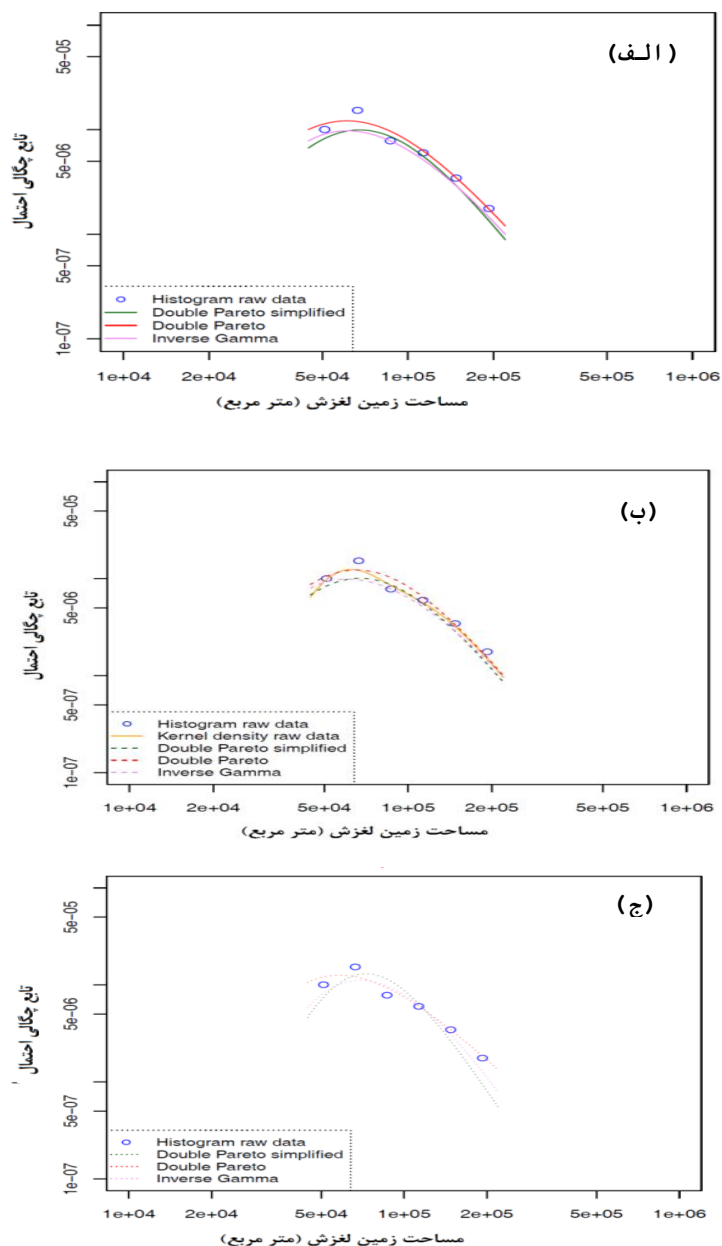 (الف)
تابع چگالی احتمال
5e-05
5e-06
5e-07
1e-07
Histogram raw data
Double Pareto simplified
Double Pareto
Inverse Gamma
1e+04 2e+04 5e+04 1e+05 2e+05 5e+05 1e+06
مساحت زمین لغزش (متر مربع)
(ب)
تابع چگالی احتمال
5e-05
5e-06
5e-07
1e-07
Histogram raw data
Kernel density raw data
Double Pareto simplified
Double Pareto
Inverse Gamma
1e+04 2e+04 5e+04 1e+05 2e+05 5e+05 1e+06
مساحت زمین لغزش (متر مربع)
(ج)
تابع چگالی احتمال
5e-05
5e-06
5e-07
1e-07
Histogram raw data
Double Pareto simplified
Double Pareto
Inverse Gamma
1e+04 2e+04 5e+04 1e+05 2e+05 5e+05 1e+06
مساحت زمین لغزش (متر مربع)